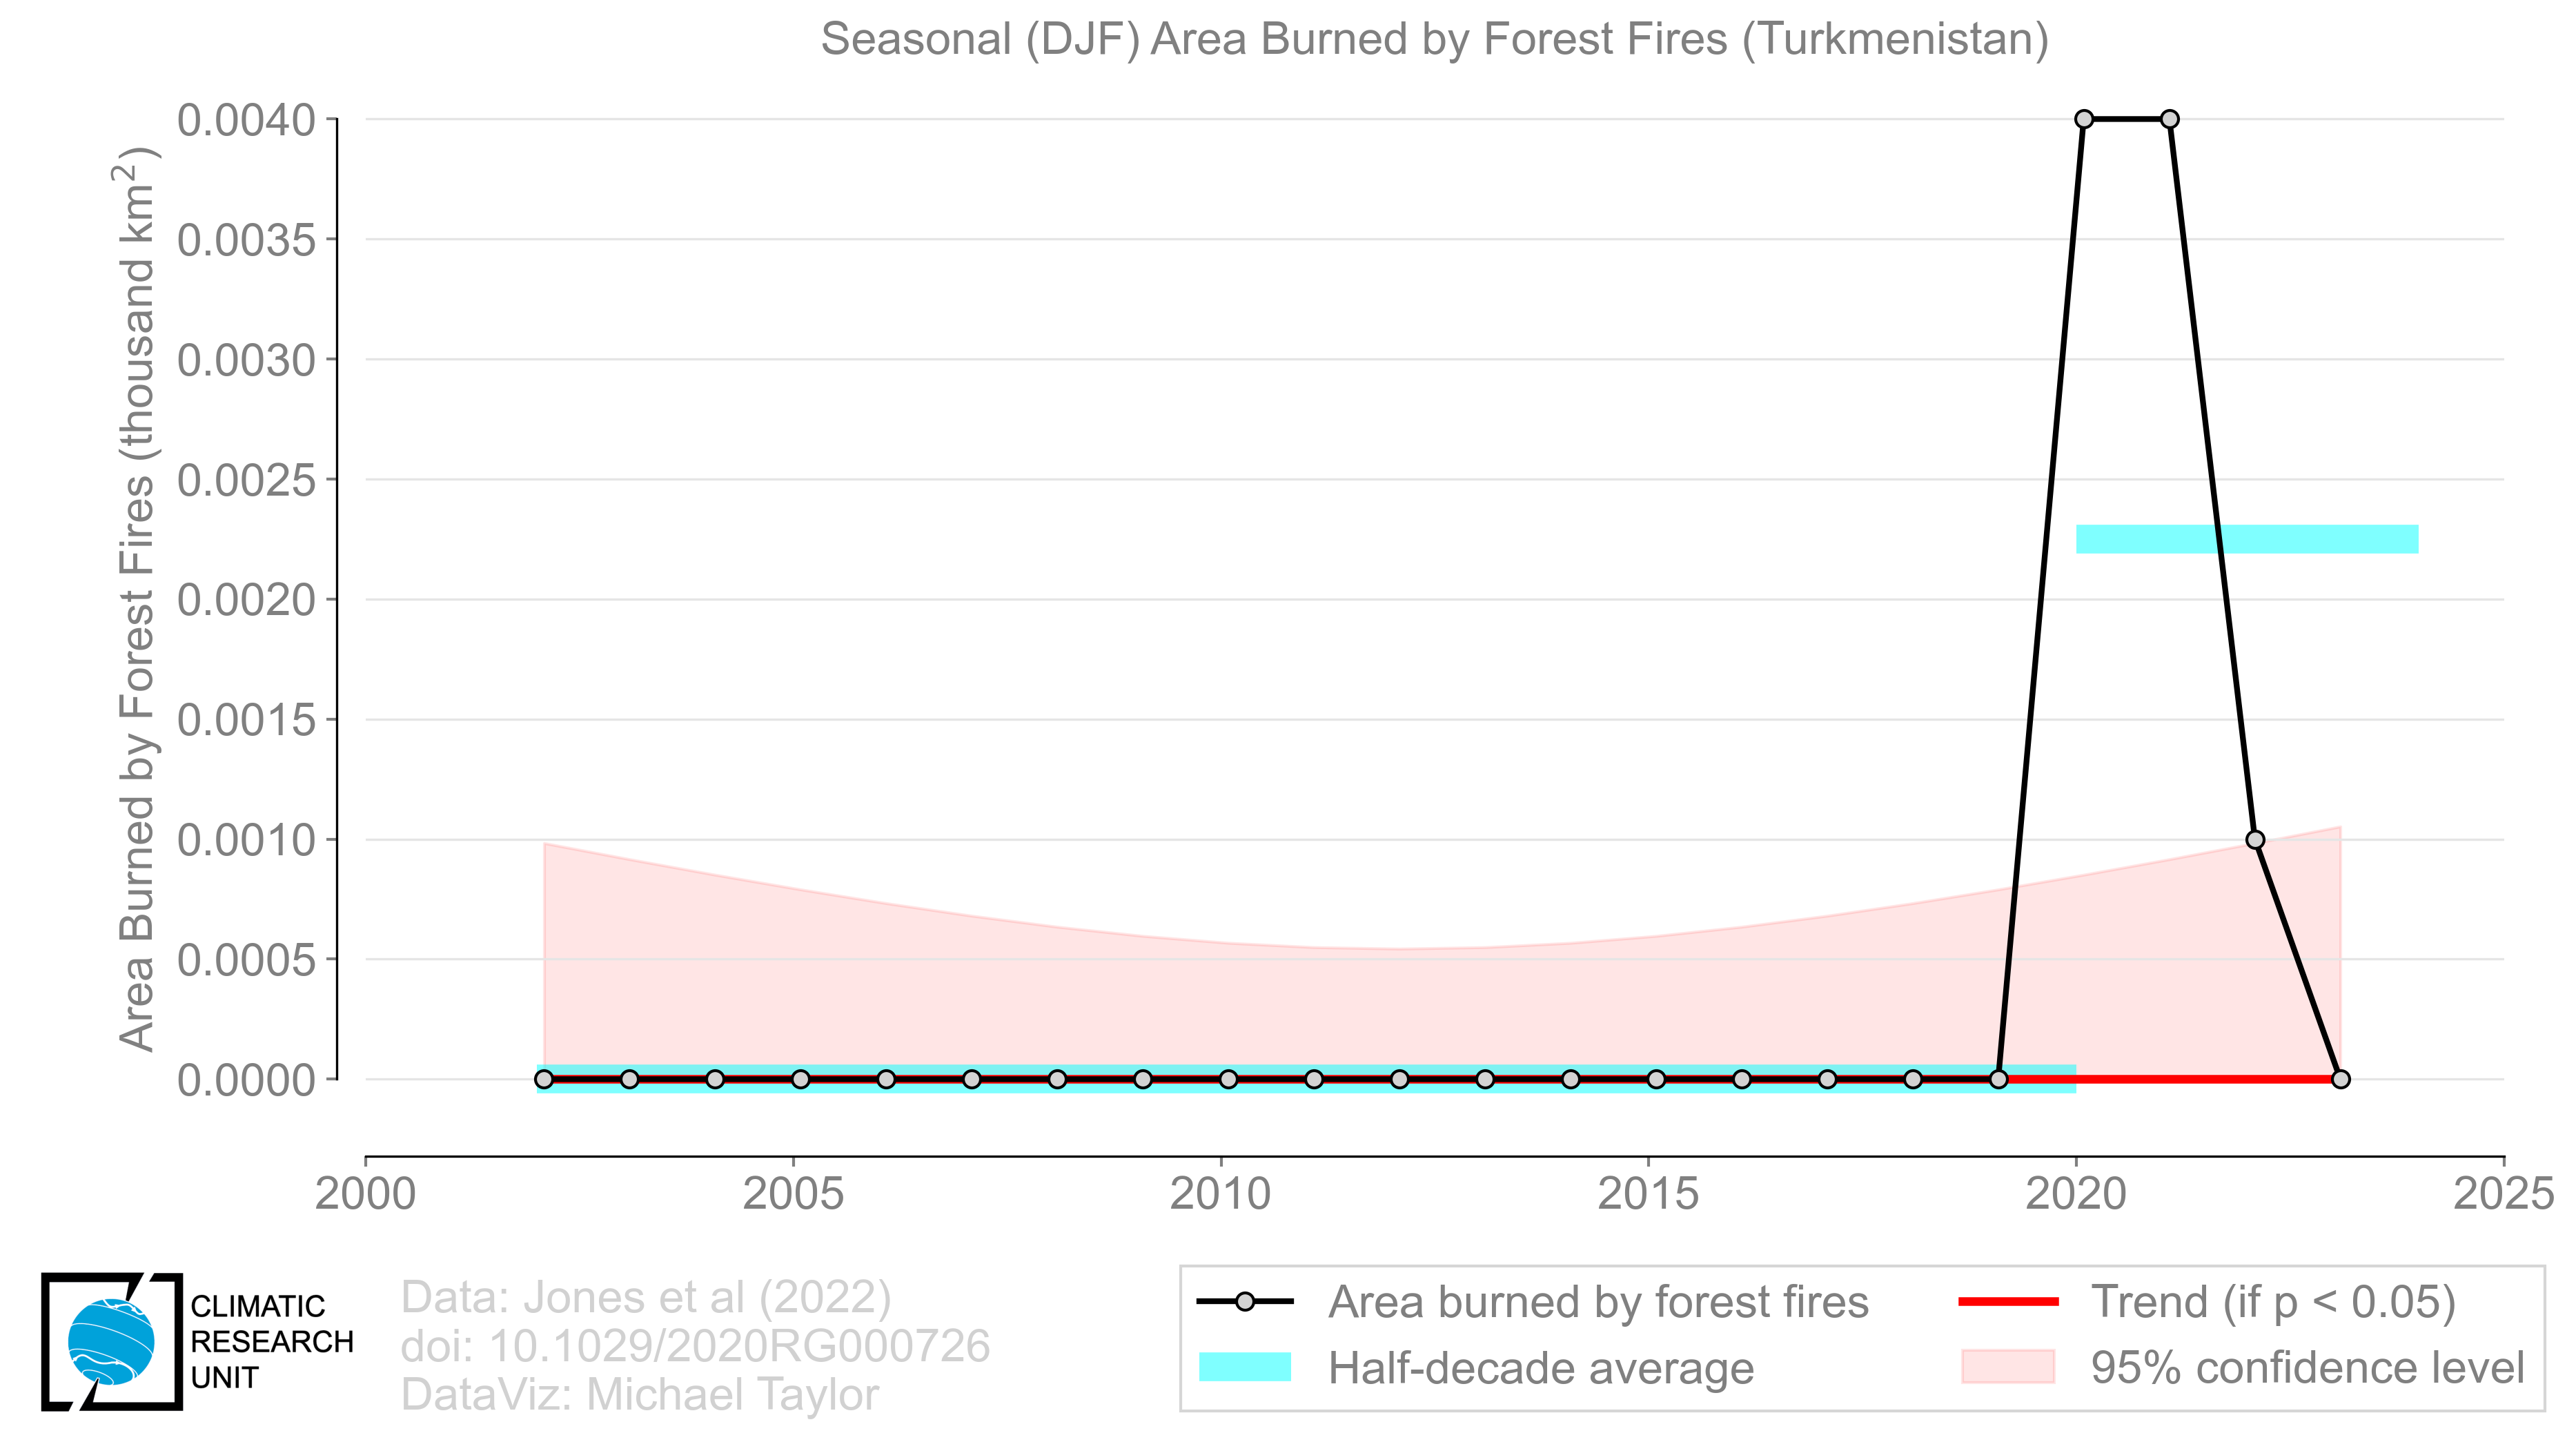 Seasonal (DJF) Area Burned by Forest Fires (Turkmenistan)
Area Burned by Forest Fires (thousand km²)
0.0040
0.0035
0.0030
0.0025
0.0020
0.0015
0.0010
0.0005
0.0000
2000 2005 2010 2015 2020 2025
CLIMATIC
RESEARCH
UNIT
Data: Jones et al (2022)
doi: 10.1029/2020RG000726
DataViz: Michael Taylor
Area burned by forest fires
Half-decade average
Trend (if p < 0.05)
95% confidence level